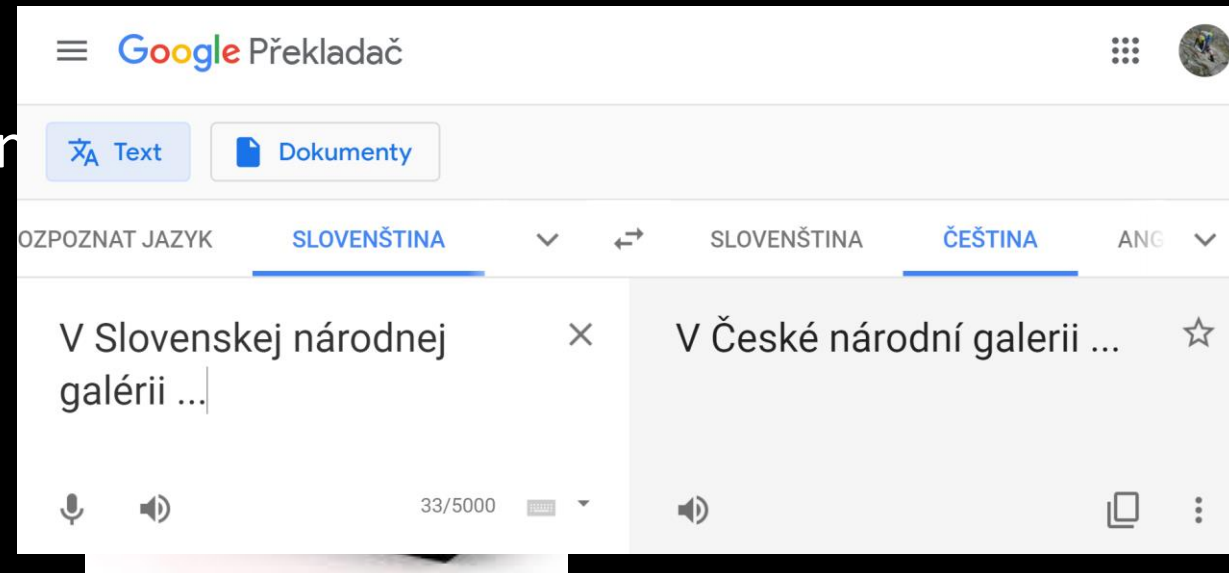 Google Překladač
Text
Dokumenty
OZPOZNAT JAZYK
SLOVENŠTINA
SLOVENŠTINA
ČEŠTINA
ANG
V Slovenskej národnej
galérii ...
V České národní galerii ...
33/5000